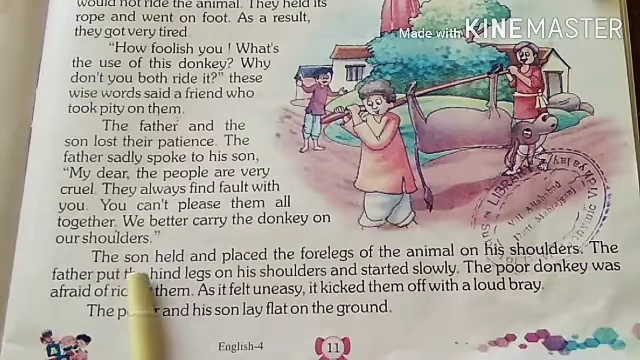 would not ride the animal. They held its
rope and went on foot. As a result,
they got very tired.
"How foolish you ! What's
the use of this donkey? Why
don't you both ride it?" these
wise words said a friend who
took pity on them.
The father and the
son lost their patience. The
father sadly spoke to his son,
"My dear, the people are very
cruel. They always find fault with
you. You can't please them all
together. We better carry the donkey on
our shoulders."
The son held and placed the forelegs of the animal on his shoulders. The
father put hind legs on his shoulders and started slowly. The poor donkey was
afraid of them. As it felt uneasy, it kicked them off with a loud bray.
The and his son lay flat on the ground.
English-4
11
Made with KINEMASTER
LIBRARY
Vill. Allahabad